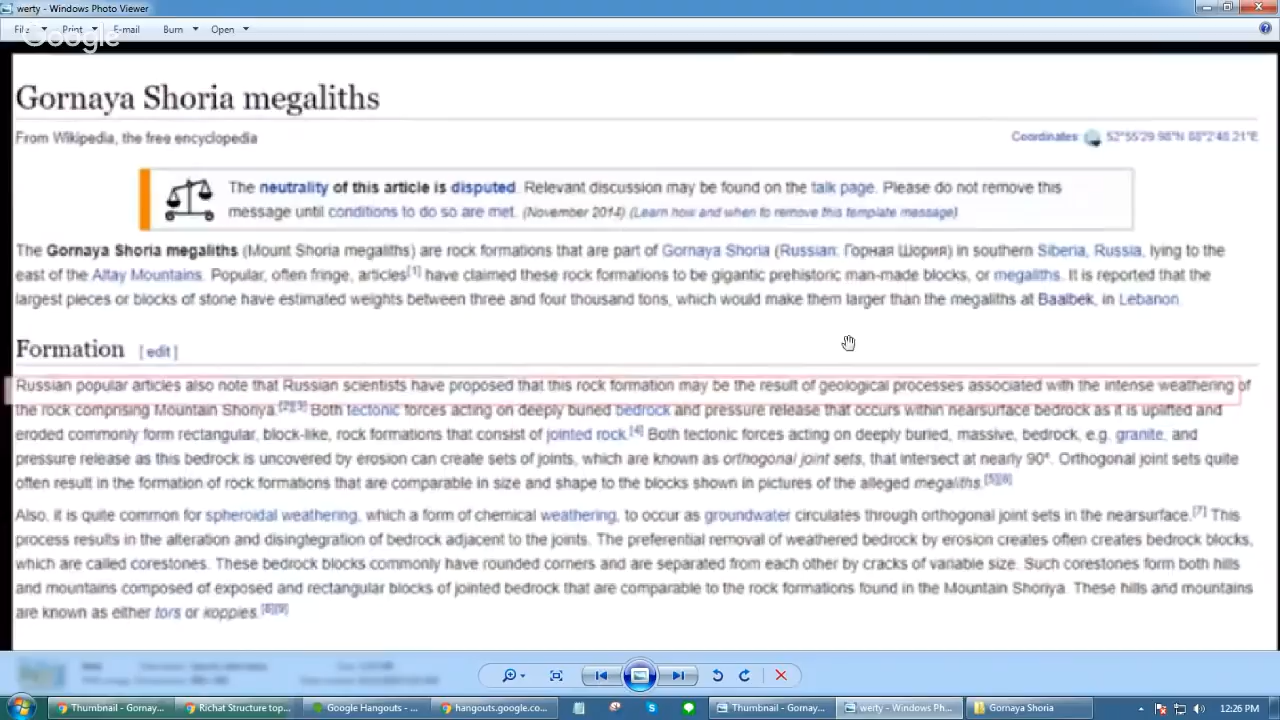 werty - Windows Photo Viewer
File Print E-mail Burn Open
Google
Gornaya Shoria megaliths
From Wikipedia, the free encyclopedia
Coordinates:
The neutrality of this article is disputed. Relevant discussion may be found on the talk page. Please do not remove this
message until conditions to do so are met. (November 2014) (Learn how and when to remove this template message)
The Gornaya Shoria megaliths (Mount Shoria megaliths) are rock formations that are part of Gornaya Shoria (Russian: Горная Шория) in southern Siberia, Russia, lying to the
east of the Altay Mountains. Popular, often fringe, articles[1] have claimed these rock formations to be gigantic prehistoric man-made blocks, or megaliths. It is reported that the
largest pieces or blocks of stone have estimated weights between three and four thousand tons, which would make them larger than the megaliths at Baalbek, in Lebanon.
Formation [ edit ]
Russian popular articles also note that Russian scientists have proposed that this rock formation may be the result of geological processes associated with the intense weathering of
the rock comprising Mountain Shoriya.[2][3] Both tectonic forces acting on deeply buried bedrock and pressure release that occurs within nearsurface bedrock as it is uplifted and
eroded commonly form rectangular, block-like, rock formations that consist of jointed rock.[4] Both tectonic forces acting on deeply buried, massive, bedrock, e.g. granite, and
pressure release as this bedrock is uncovered by erosion can create sets of joints, which are known as orthogonal joint sets, that intersect at nearly 90°. Orthogonal joint sets quite
often result in the formation of rock formations that are comparable in size and shape to the blocks shown in pictures of the alleged megaliths.[5][6]
Also, it is quite common for spheroidal weathering, which a form of chemical weathering, to occur as groundwater circulates through orthogonal joint sets in the nearsurface.[7] This
process results in the alteration and disingtegration of bedrock adjacent to the joints. The preferential removal of weathered bedrock by erosion creates often creates bedrock blocks,
which are called corestones. These bedrock blocks commonly have rounded corners and are separated from each other by cracks of variable size. Such corestones form both hills
and mountains composed of exposed and rectangular blocks of jointed bedrock that are comparable to the rock formations found in the Mountain Shoriya. These hills and mountains
are known as either tors or koppies.[8][9]
Thumbnail - Gornay... Richat Structure top... Google Hangouts - ... hangouts.google.co... Thumbnail - Gornay... werty - Windows Ph... Gornaya Shoria 12:26 PM